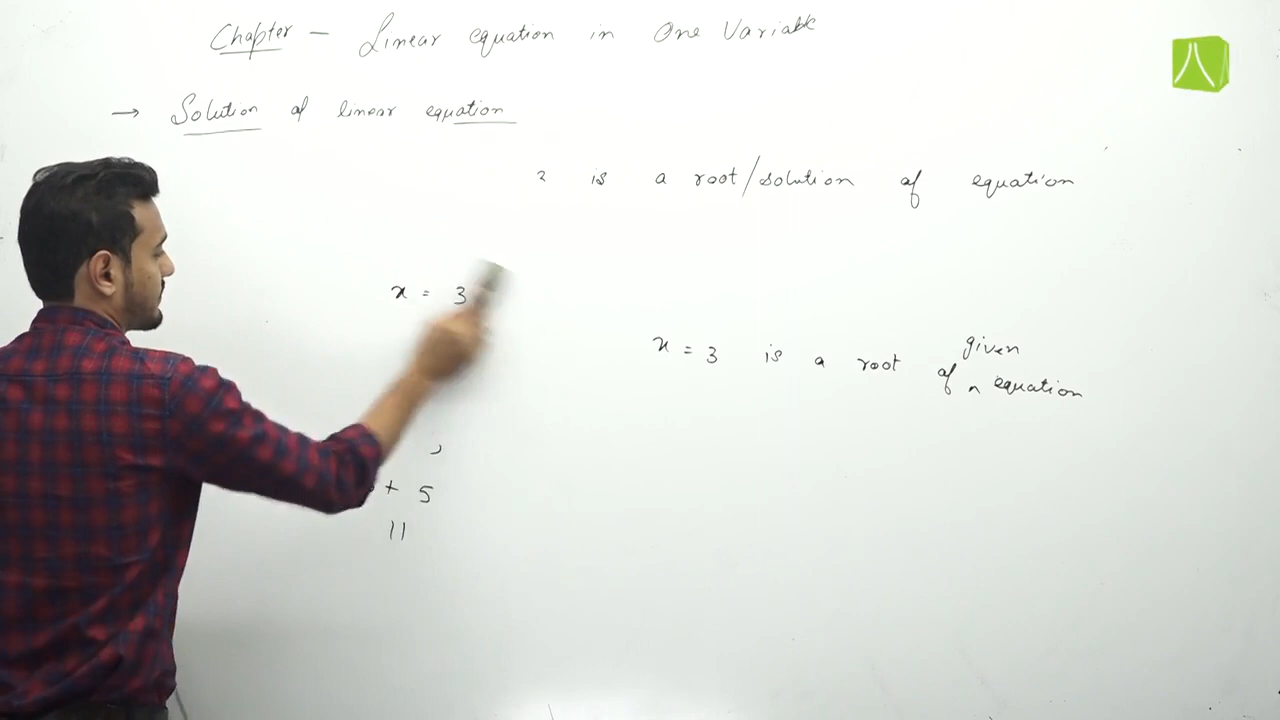 Chapter - Linear equation in One Variable
→ Solution of linear equation
2 is a root/solution of equation
x = 3
x = 3 is a root of given equation
+ 5
11